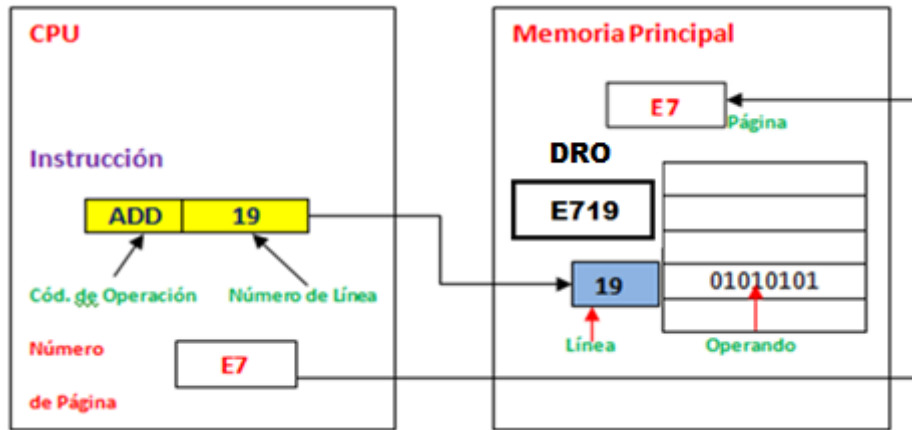 CPU
Instrucción
ADD 19
Cód. de Operación Número de Línea
Número
de Página
E7
Memoria Principal
E7
Página
DRO
E719
19 01010101
Línea Operando